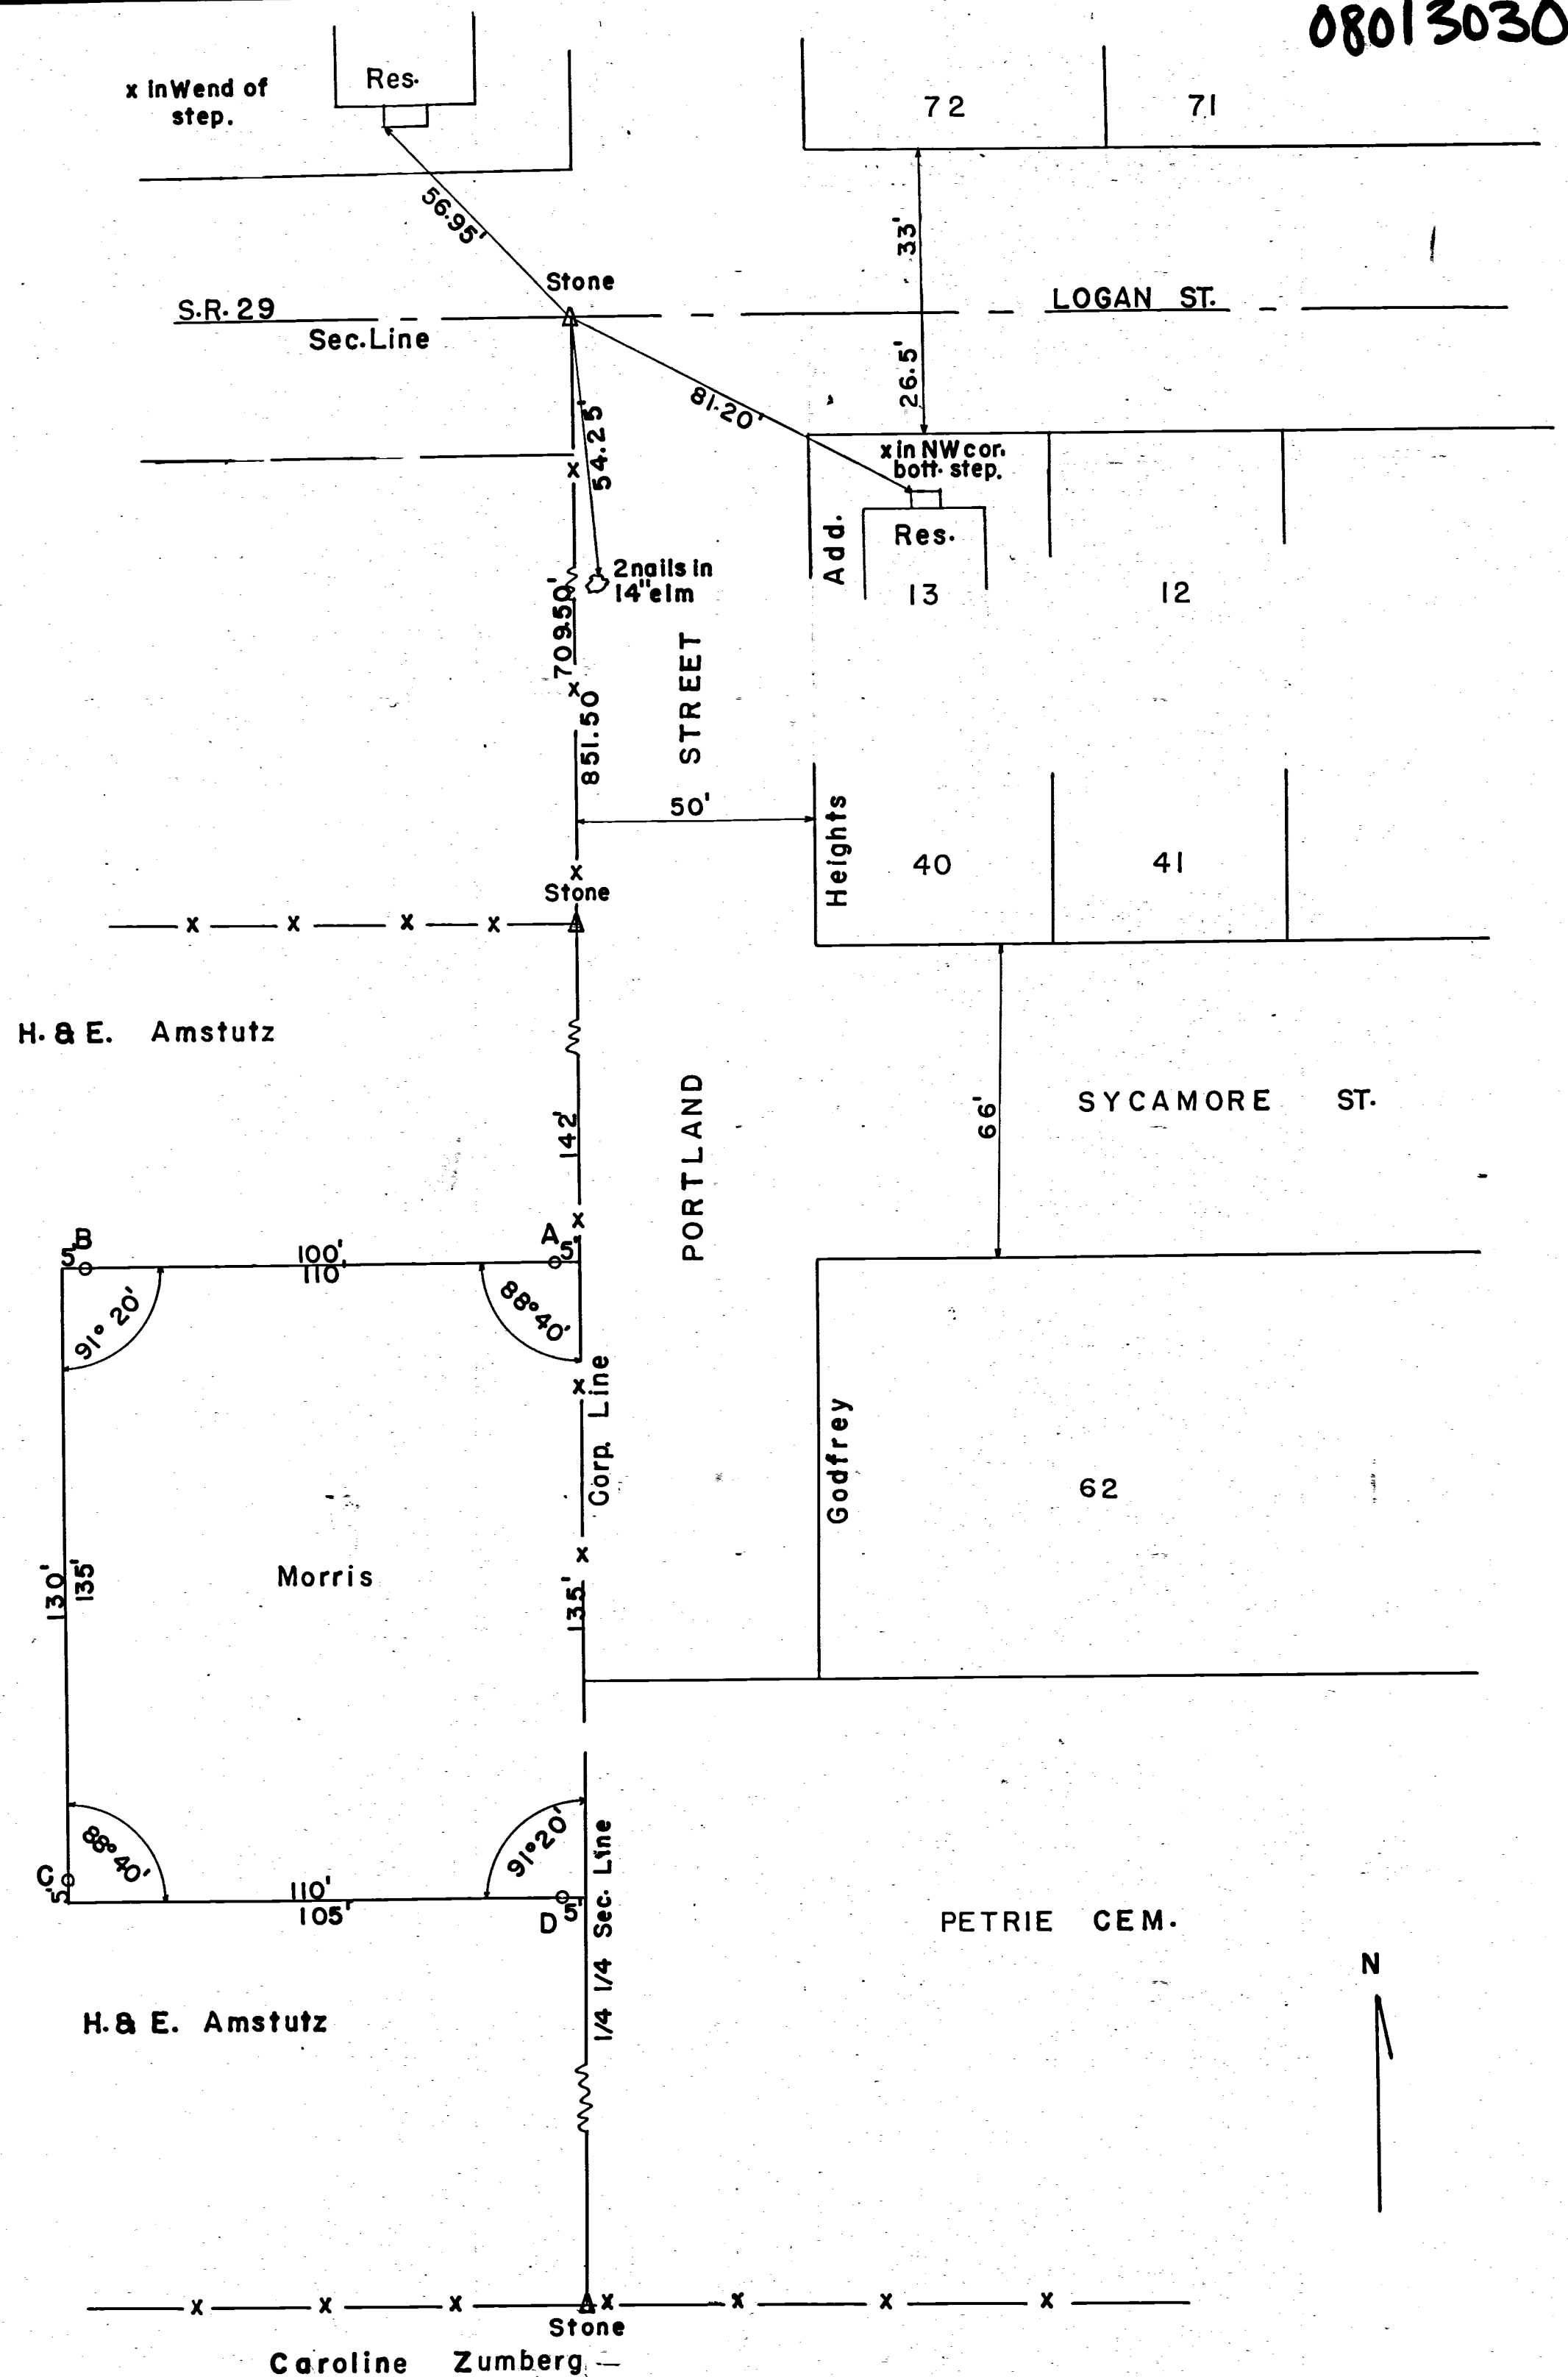 08013030
x in W end of
step.
Res.
72
71
56.95'
33'
Stone
S.R. 29
LOGAN ST.
Sec. Line
26.5'
81.20'
54.25'
x in NW cor.
bott. step.
Add.
Res.
2 nails in
14" elm
13
12
709.50'
STREET
851.50
50'
Heights
40
41
Stone
H. & E. Amstutz
PORTLAND
66'
SYCAMORE ST.
142'
B
5'
100'
110'
A
5'
91° 20'
88° 40'
Corp. Line
Godfrey
62
130'
135'
Morris
135'
88° 40'
91° 20'
C
5'
110'
105'
D
5'
1/4 1/4 Sec. Line
PETRIE CEM.
N
H. & E. Amstutz
Stone
Caroline Zumberg